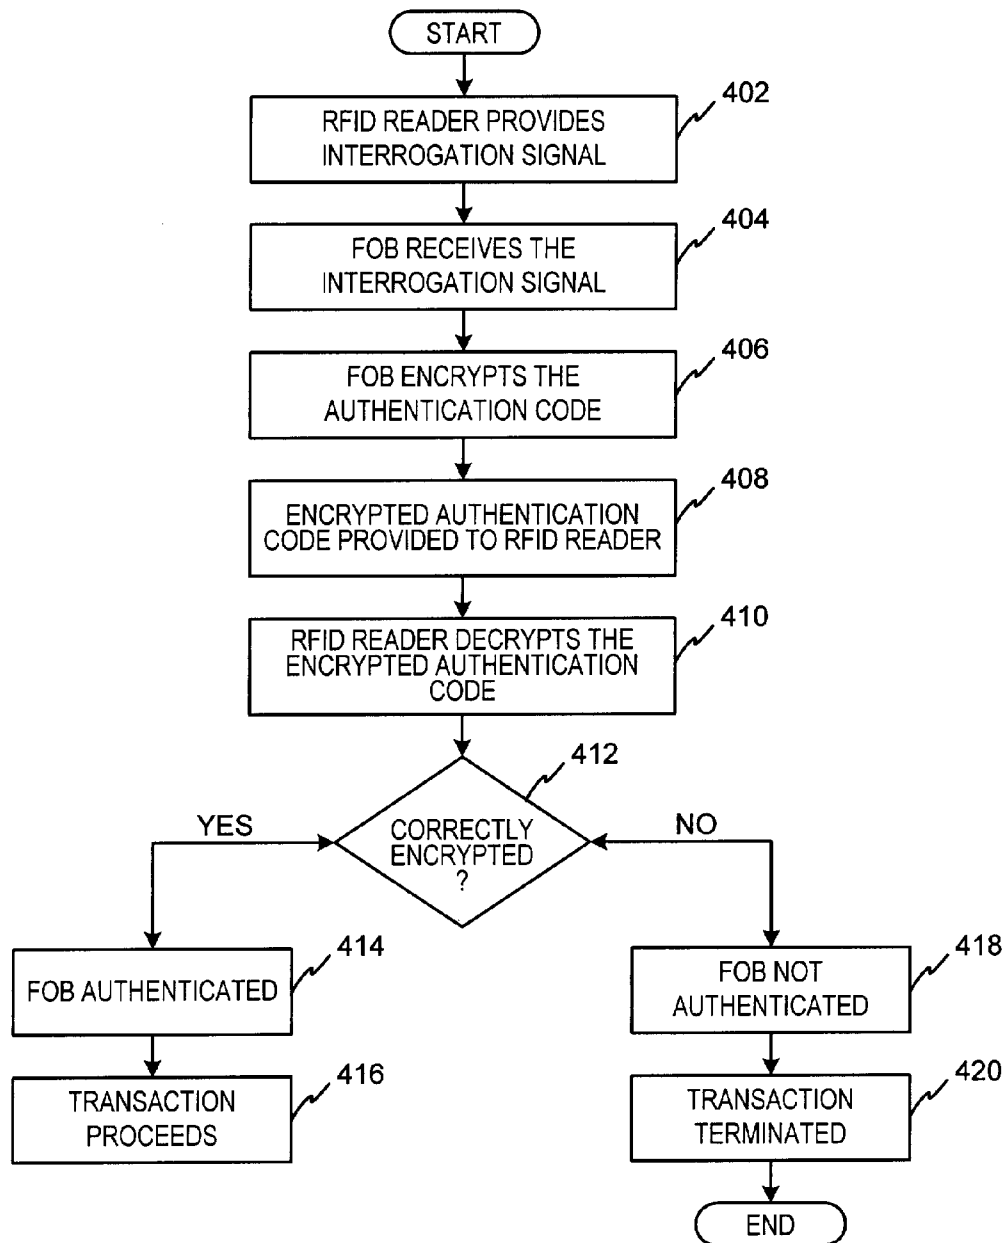 START
402
RFID READER PROVIDES
INTERROGATION SIGNAL
404
FOB RECEIVES THE
INTERROGATION SIGNAL
406
FOB ENCRYPTS THE
AUTHENTICATION CODE
408
ENCRYPTED AUTHENTICATION
CODE PROVIDED TO RFID READER
410
RFID READER DECRYPTS THE
ENCRYPTED AUTHENTICATION
CODE
412
CORRECTLY
ENCRYPTED
?
YES
NO
414
FOB AUTHENTICATED
418
FOB NOT
AUTHENTICATED
416
TRANSACTION
PROCEEDS
420
TRANSACTION
TERMINATED
END